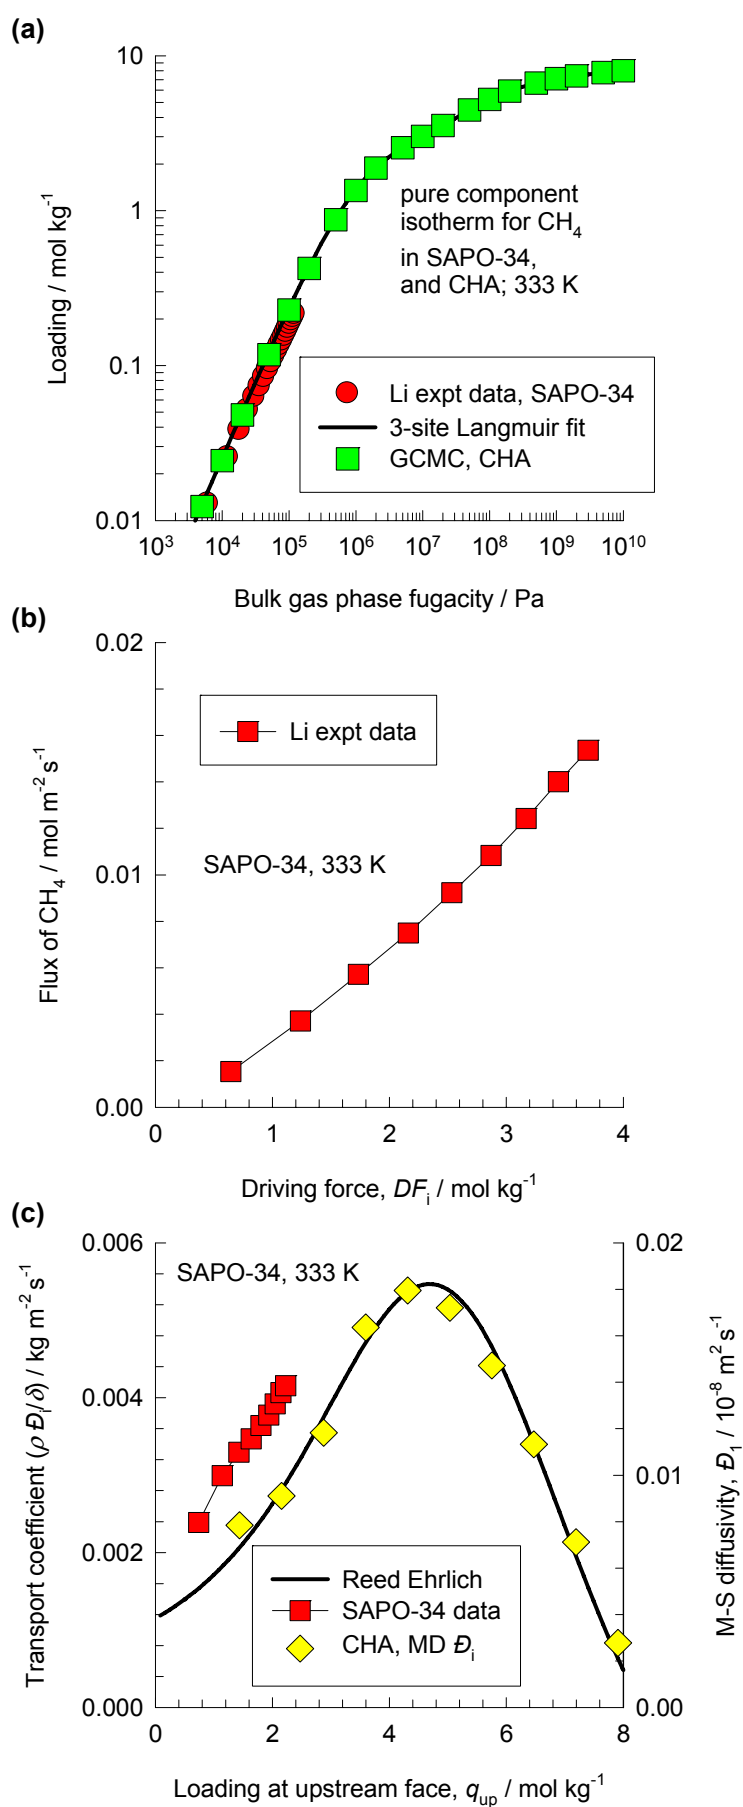 (a)
10
1
0.1
0.01
Loading / mol kg⁻¹
pure component
isotherm for CH₄
in SAPO-34,
and CHA; 333 K
Li expt data, SAPO-34
3-site Langmuir fit
GCMC, CHA
10³ 10⁴ 10⁵ 10⁶ 10⁷ 10⁸ 10⁹ 10¹⁰
Bulk gas phase fugacity / Pa
(b)
0.02
0.01
0.00
Flux of CH₄ / mol m⁻² s⁻¹
Li expt data
SAPO-34, 333 K
0 1 2 3 4
Driving force, DFᵢ / mol kg⁻¹
(c)
0.006
0.004
0.002
0.000
Transport coefficient (ρ Đᵢ/δ) / kg m⁻² s⁻¹
SAPO-34, 333 K
Reed Ehrlich
SAPO-34 data
CHA, MD Đᵢ
0.02
0.01
0.00
M-S diffusivity, Đ₁ / 10⁻⁸ m² s⁻¹
0 2 4 6 8
Loading at upstream face, q_up / mol kg⁻¹